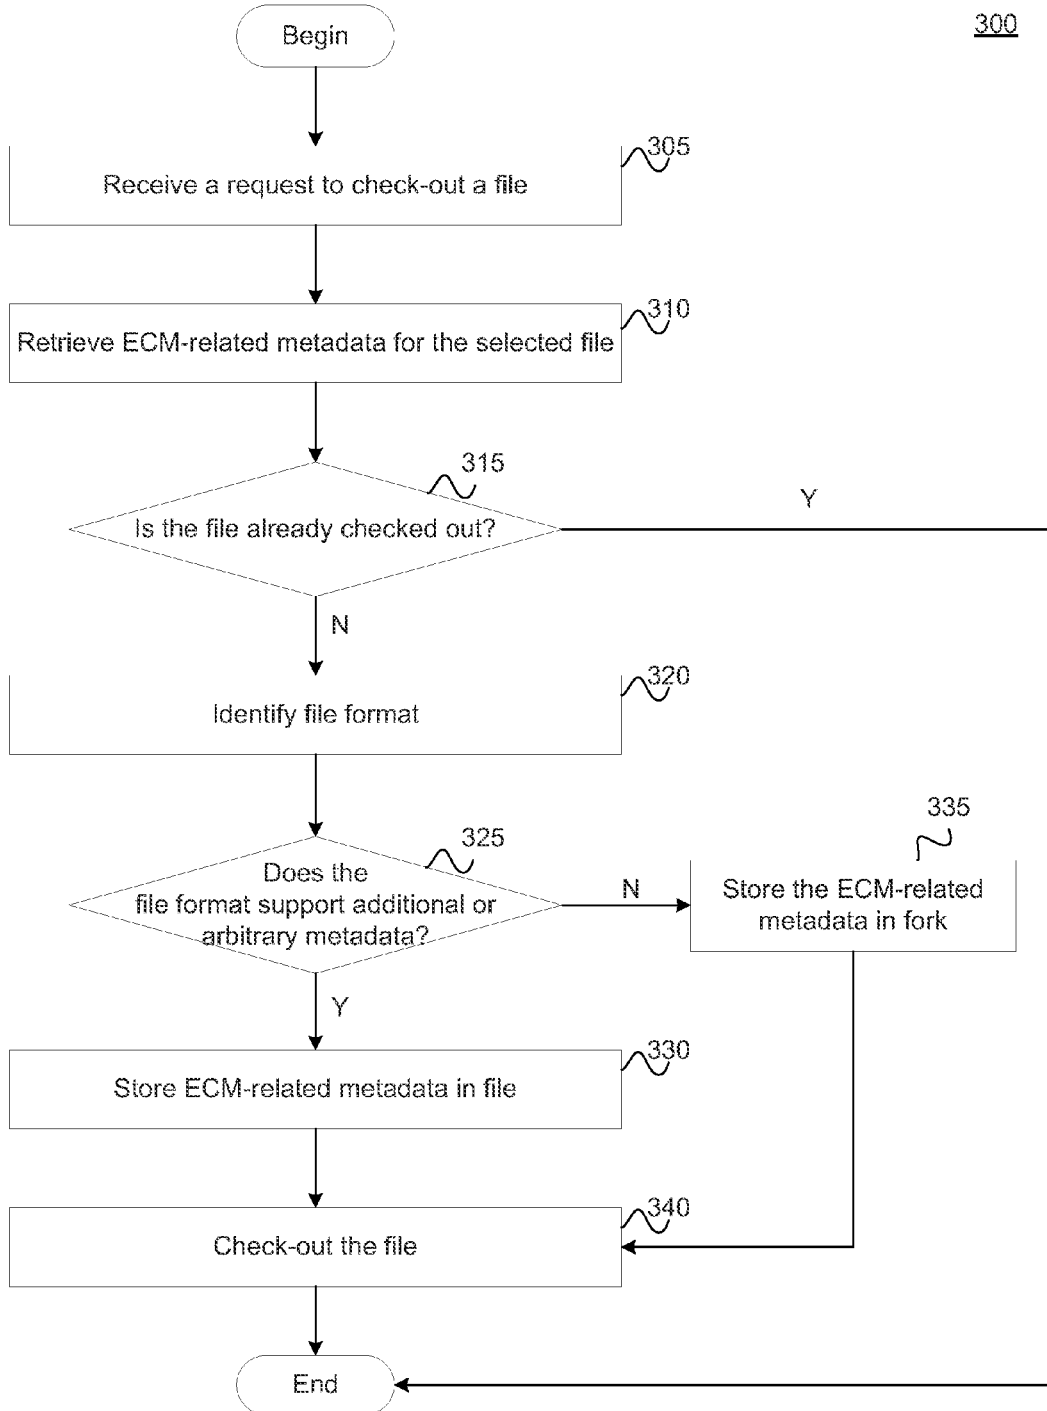 Begin
300
305
Receive a request to check-out a file
310
Retrieve ECM-related metadata for the selected file
315
Is the file already checked out?
Y
N
320
Identify file format
325
Does the
file format support additional or
arbitrary metadata?
N
335
Store the ECM-related
metadata in fork
Y
330
Store ECM-related metadata in file
340
Check-out the file
End